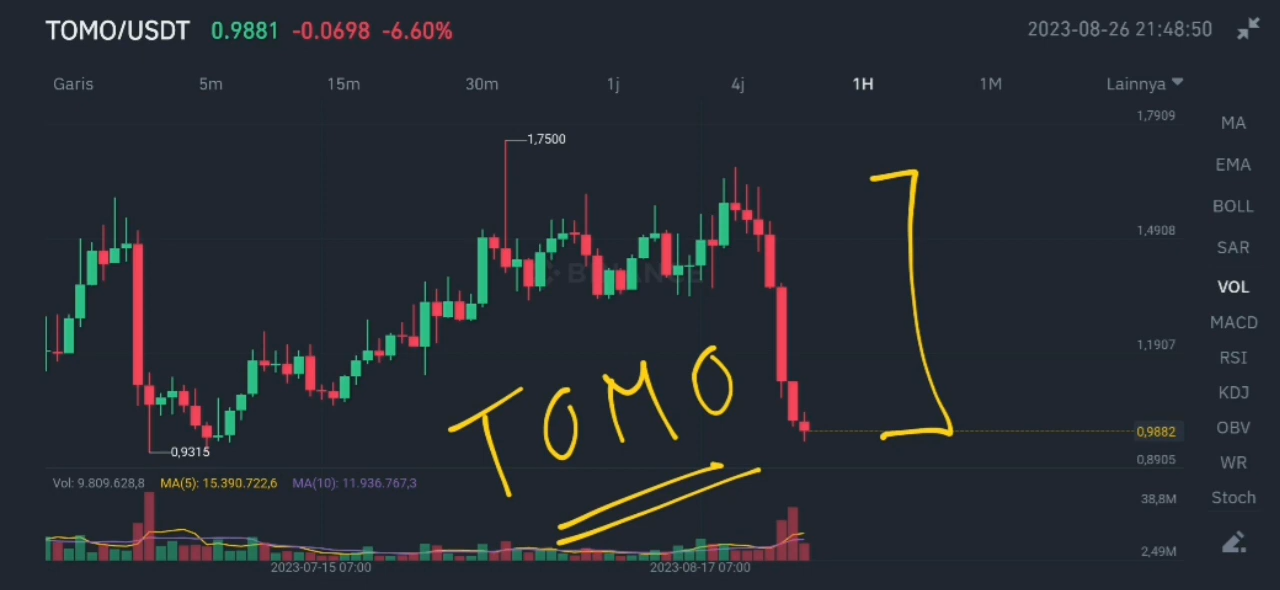 TOMO/USDT 0.9881 -0.0698 -6.60% 2023-08-26 21:48:50
Garis 5m 15m 30m 1j 4j 1H 1M Lainnya
1,7909
MA
1,7500
EMA
BOLL
1,4908
SAR
BINANCE
VOL
MACD
1,1907
RSI
TOMO
KDJ
0,9882
OBV
0,9315
0,8905
WR
Vol: 9.809.628,8 MA(5): 15.390.722,6 MA(10): 11.936.767,3
38,8M
Stoch
2,49M
2023-07-15 07:00 2023-08-17 07:00